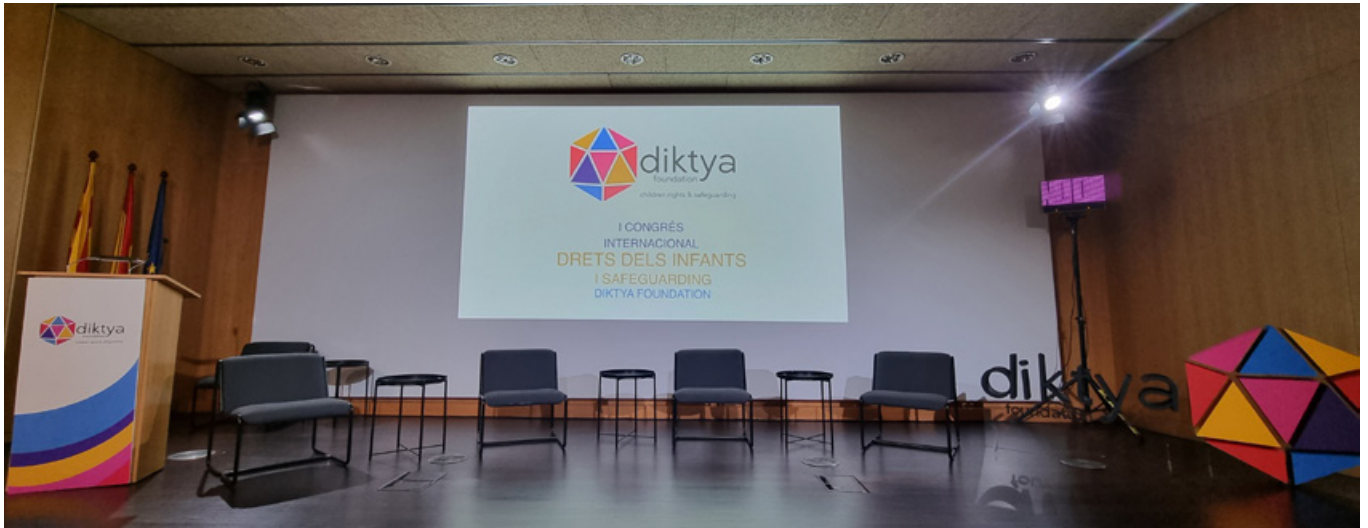 diktya
foundation
children rights & safeguarding
I CONGRÉS
INTERNACIONAL
DRETS DELS INFANTS
I SAFEGUARDING
DIKTYA FOUNDATION
diktya
diktya
foundation